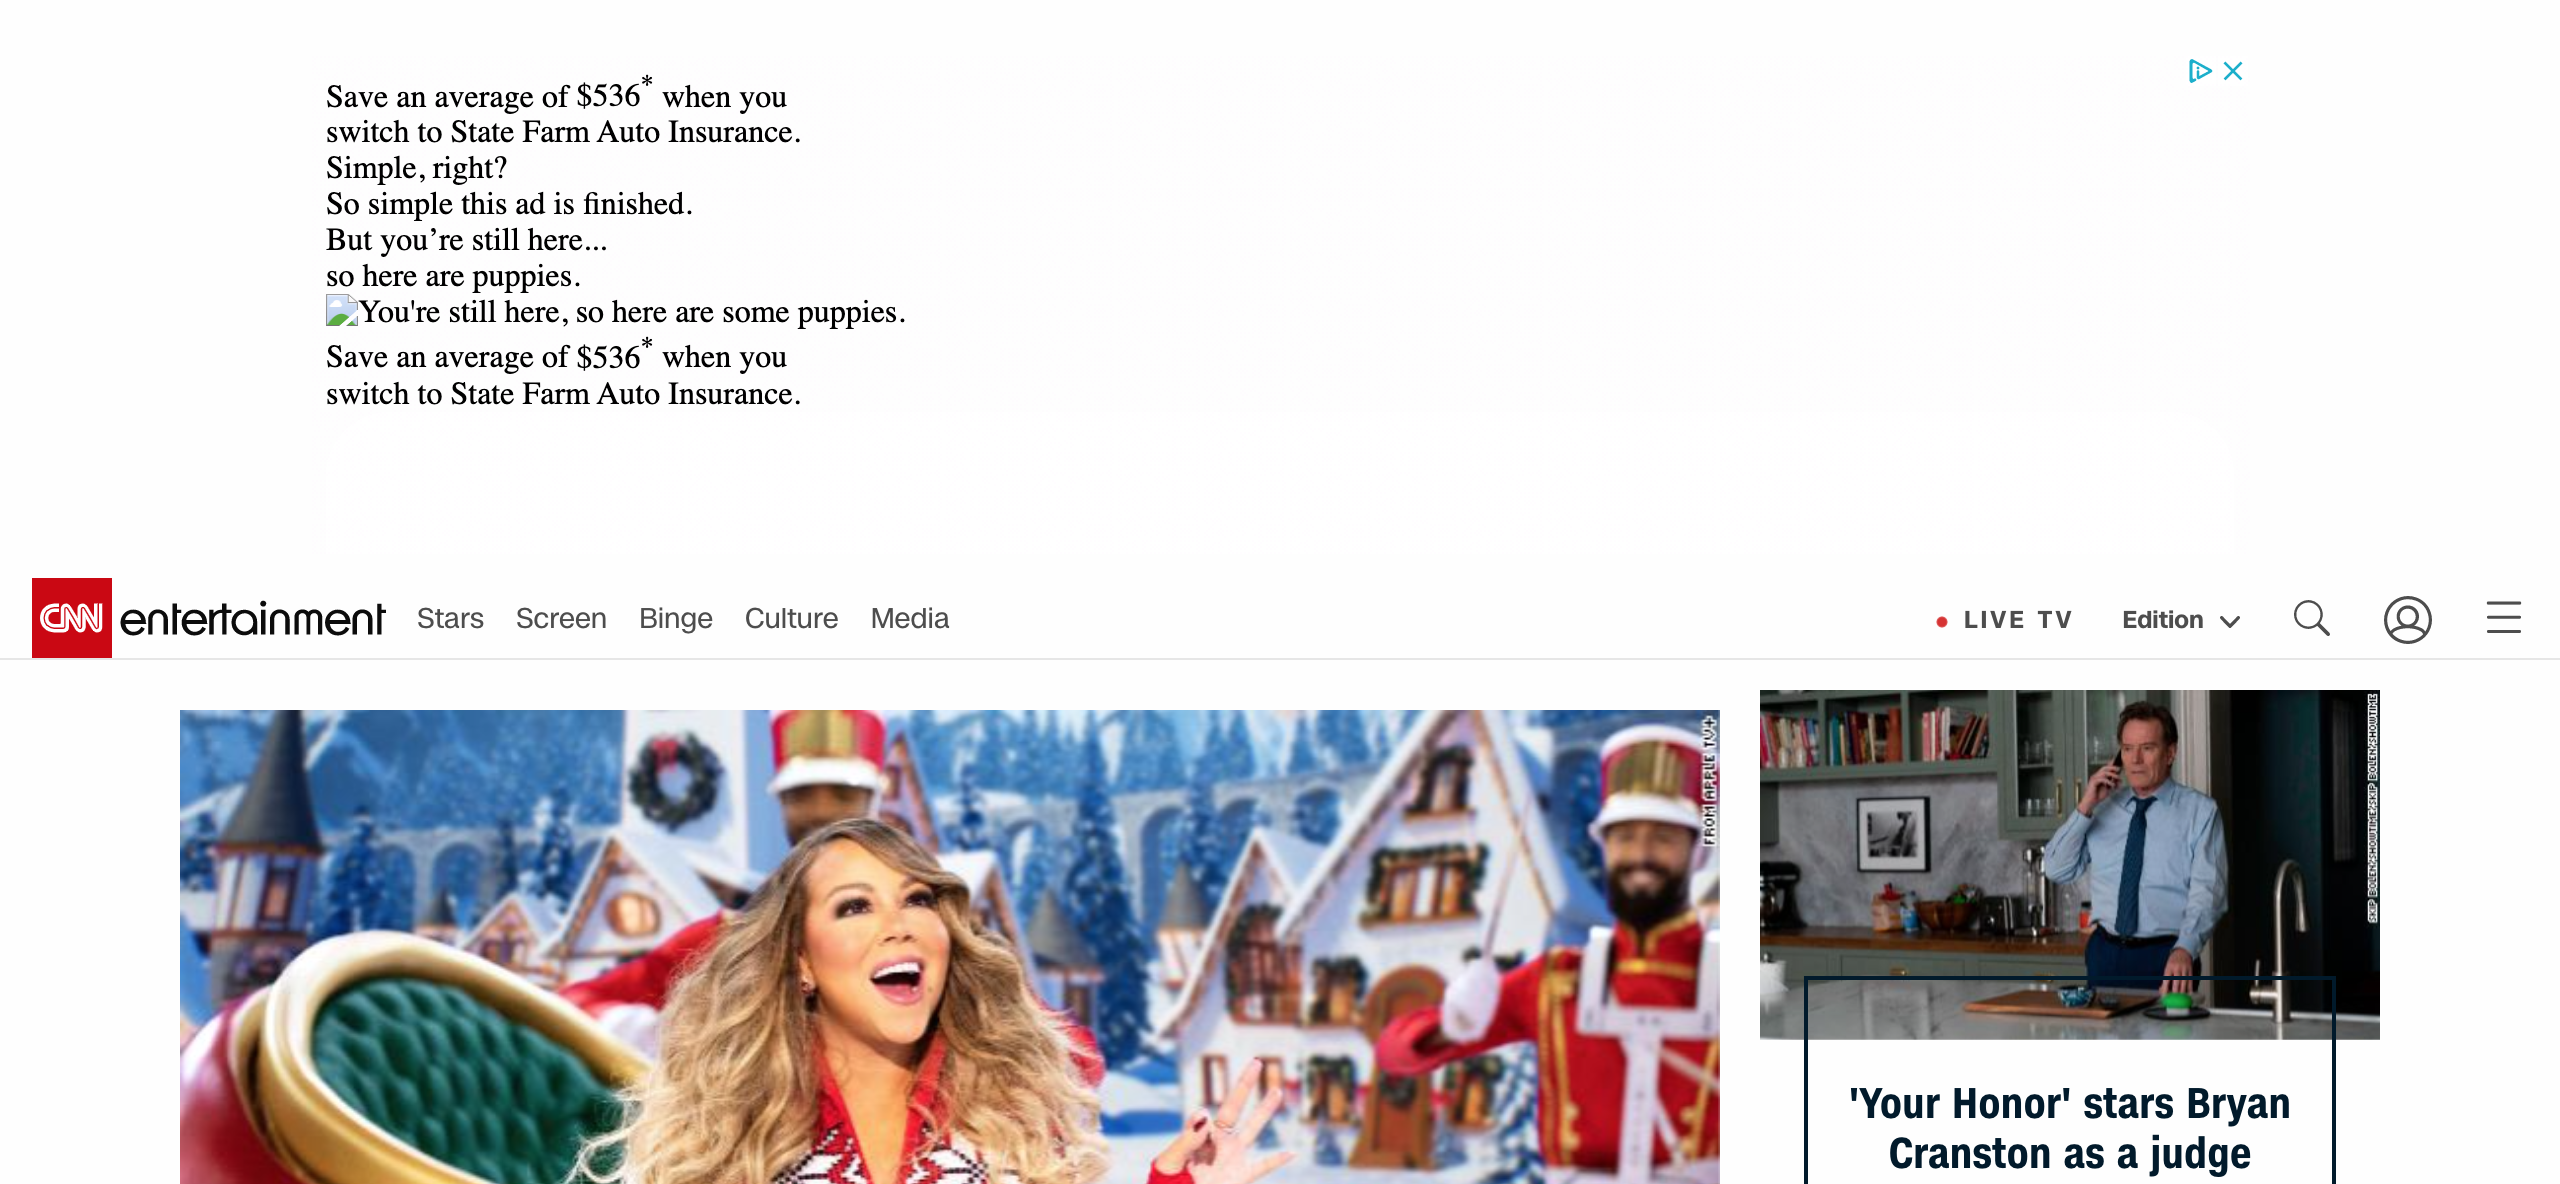 Save an average of $536* when you
switch to State Farm Auto Insurance.
Simple, right?
So simple this ad is finished.
But you’re still here...
so here are puppies.
You're still here, so here are some puppies.
Save an average of $536* when you
switch to State Farm Auto Insurance.
CNN entertainment Stars Screen Binge Culture Media LIVE TV Edition
FROM APPLE TV+
SKIP BOLEN/SHOWTIME/SKIP BOLEN/SHOWTIME
'Your Honor' stars Bryan
Cranston as a judge